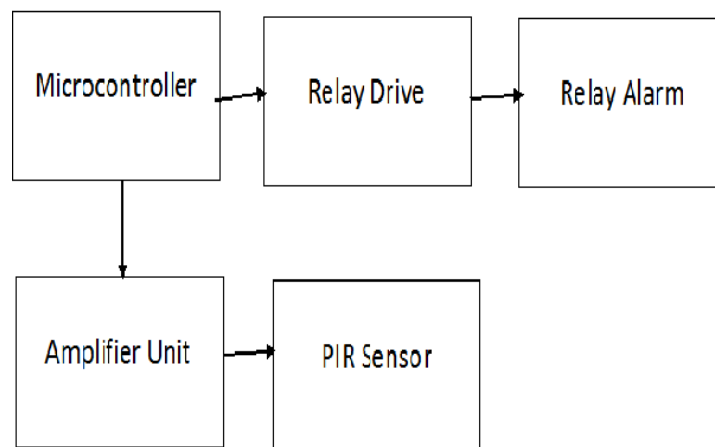 Microcontroller
Relay Drive
Relay Alarm
Amplifier Unit
PIR Sensor